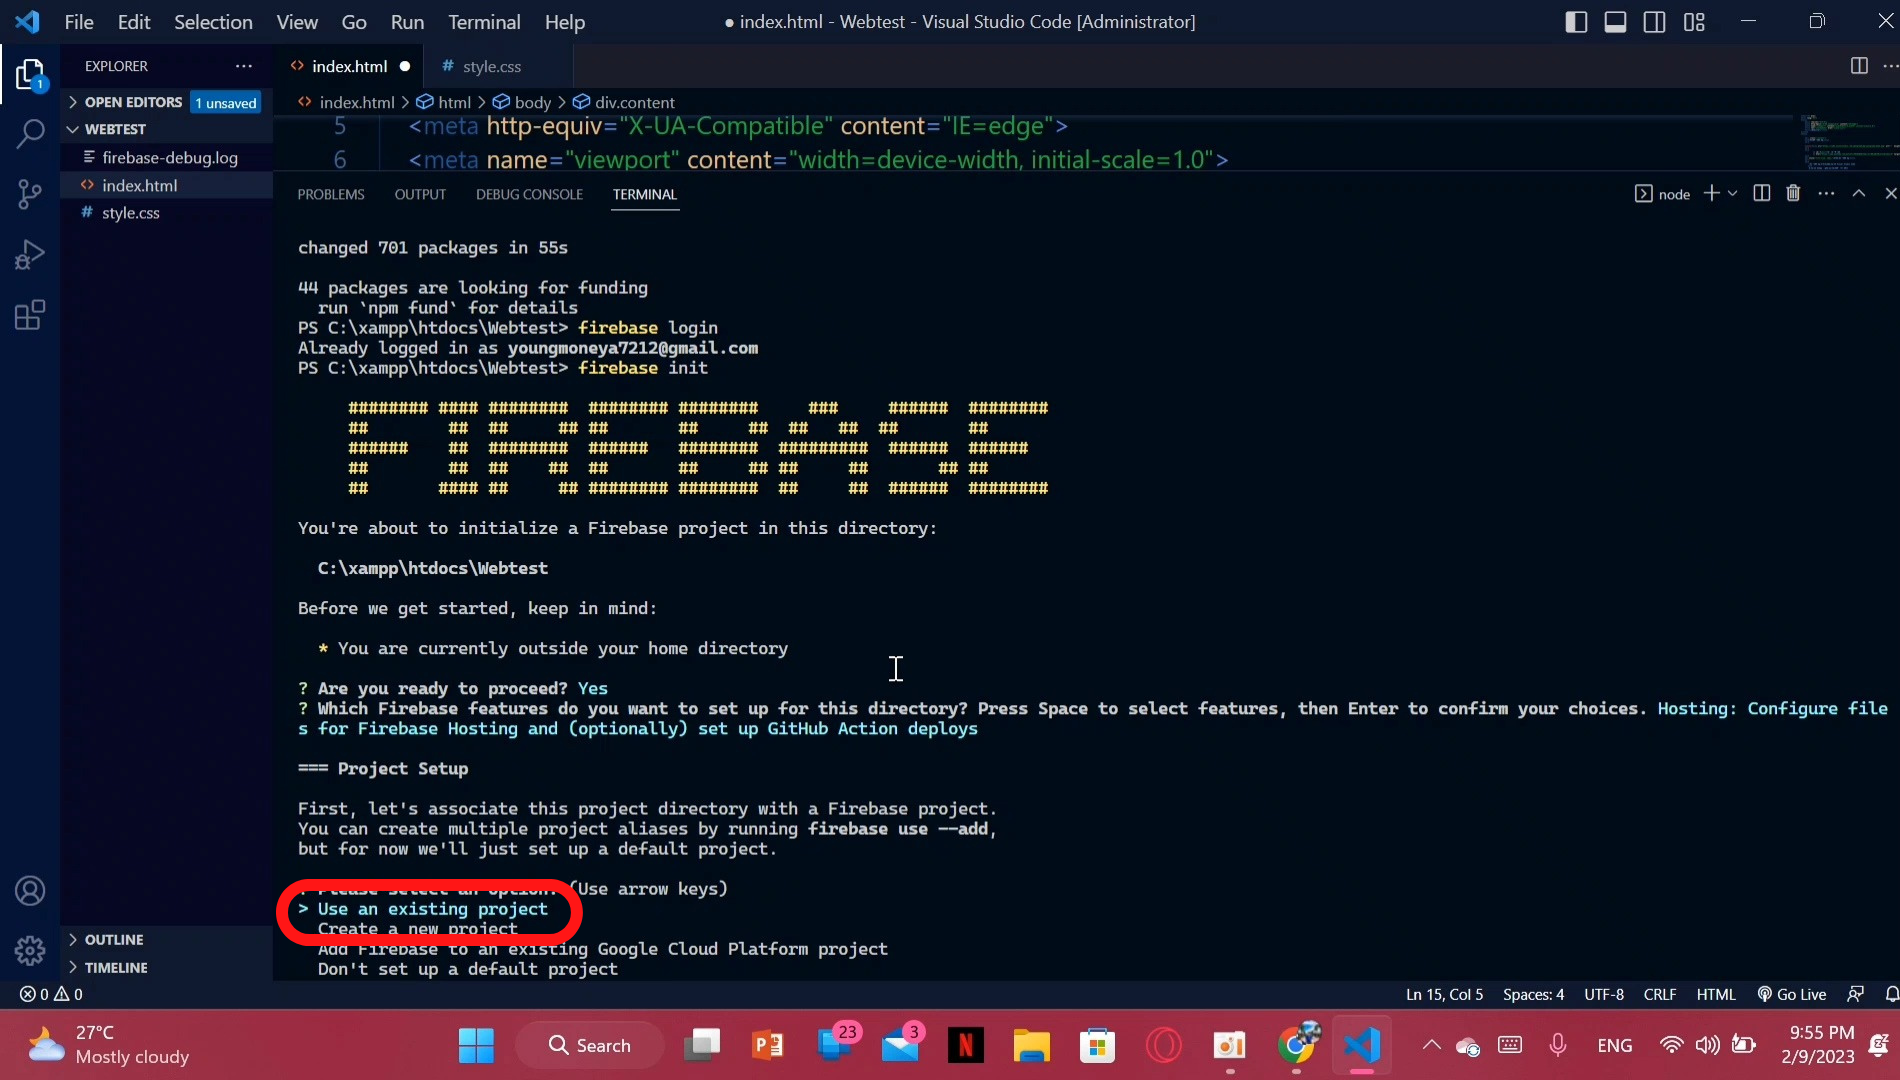 File Edit Selection View Go Run Terminal Help
● index.html - Webtest - Visual Studio Code [Administrator]
EXPLORER ···
1
OPEN EDITORS 1 unsaved
WEBTEST
firebase-debug.log
<> index.html
# style.css
OUTLINE
TIMELINE
<> index.html ●
# style.css
<> index.html > html > body > div.content
5 <meta http-equiv="X-UA-Compatible" content="IE=edge">
6 <meta name="viewport" content="width=device-width, initial-scale=1.0">
PROBLEMS OUTPUT DEBUG CONSOLE TERMINAL
node
changed 701 packages in 55s
44 packages are looking for funding
run `npm fund` for details
PS C:\xampp\htdocs\Webtest> firebase login
Already logged in as youngmoneya7212@gmail.com
PS C:\xampp\htdocs\Webtest> firebase init
######## #### ########  ######## ########     ###     ######  ########
##        ## ##     ## ##       ##     ##  ##   ##  ##       ##
######    ##  ########  ######   ########  #########  ######  ######
##        ##  ##    ##  ##       ##     ## ##     ##       ## ##
##       #### ##     ## ######## ########  ##     ##  ######  ########
You're about to initialize a Firebase project in this directory:
C:\xampp\htdocs\Webtest
Before we get started, keep in mind:
* You are currently outside your home directory
? Are you ready to proceed? Yes
? Which Firebase features do you want to set up for this directory? Press Space to select features, then Enter to confirm your choices. Hosting: Configure file
s for Firebase Hosting and (optionally) set up GitHub Action deploys
=== Project Setup
First, let's associate this project directory with a Firebase project.
You can create multiple project aliases by running firebase use --add,
but for now we'll just set up a default project.
? Please select an option: (Use arrow keys)
> Use an existing project
Create a new project
Add Firebase to an existing Google Cloud Platform project
Don't set up a default project
0 0
Ln 15, Col 5 Spaces: 4 UTF-8 CRLF HTML Go Live
27°C
Mostly cloudy
Search
23
3
N
ENG
9:55 PM
2/9/2023